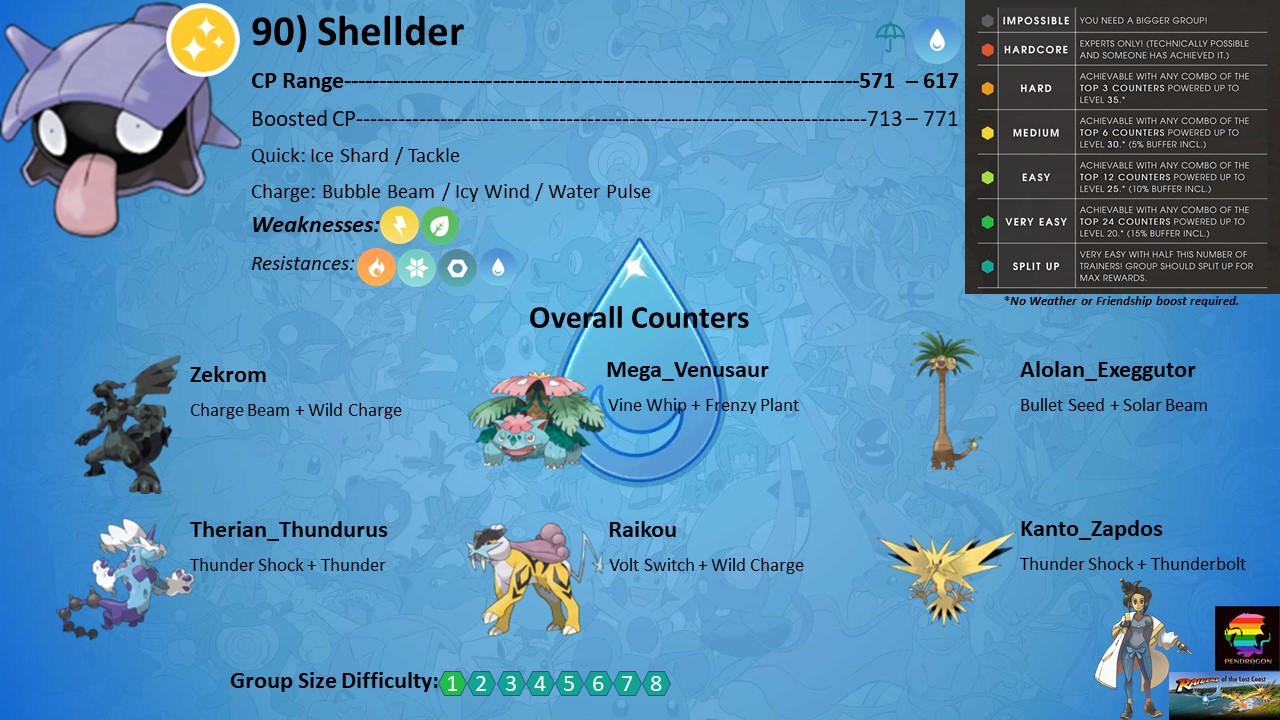 90) Shellder
CP Range--------------------------------------------------------------------571 – 617
Boosted CP--------------------------------------------------------------------713 – 771
Quick: Ice Shard / Tackle
Charge: Bubble Beam / Icy Wind / Water Pulse
Weaknesses:
Resistances:
IMPOSSIBLE YOU NEED A BIGGER GROUP!
HARDCORE EXPERTS ONLY! (TECHNICALLY POSSIBLE
AND SOMEONE HAS ACHIEVED IT.)
HARD ACHIEVABLE WITH ANY COMBO OF THE
TOP 3 COUNTERS POWERED UP TO
LEVEL 35.*
MEDIUM ACHIEVABLE WITH ANY COMBO OF THE
TOP 6 COUNTERS POWERED UP TO
LEVEL 30.* (5% BUFFER INCL.)
EASY ACHIEVABLE WITH ANY COMBO OF THE
TOP 12 COUNTERS POWERED UP TO
LEVEL 25.* (10% BUFFER INCL.)
VERY EASY ACHIEVABLE WITH ANY COMBO OF THE
TOP 24 COUNTERS POWERED UP TO
LEVEL 20.* (15% BUFFER INCL.)
SPLIT UP VERY EASY WITH HALF THIS NUMBER OF
TRAINERS! GROUP SHOULD SPLIT UP FOR
MAX REWARDS.
*No Weather or Friendship boost required.
Overall Counters
Zekrom
Charge Beam + Wild Charge
Mega_Venusaur
Vine Whip + Frenzy Plant
Alolan_Exeggutor
Bullet Seed + Solar Beam
Therian_Thundurus
Thunder Shock + Thunder
Raikou
Volt Switch + Wild Charge
Kanto_Zapdos
Thunder Shock + Thunderbolt
Group Size Difficulty: 1 2 3 4 5 6 7 8
PENDRAGON
RAIDERS of the Lost Coast